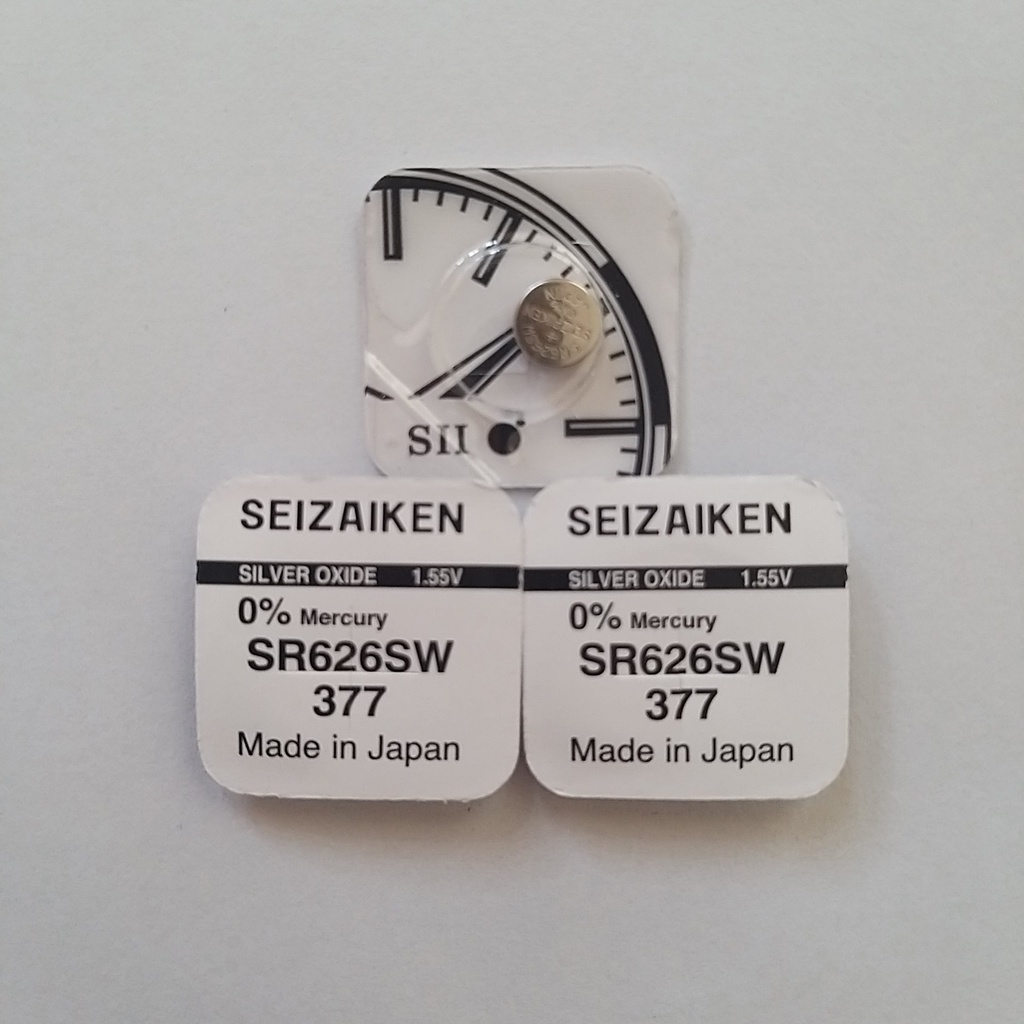 SII
SEIZAIKEN
SILVER OXIDE 1.55V
0% Mercury
SR626SW
377
Made in Japan
SEIZAIKEN
SILVER OXIDE 1.55V
0% Mercury
SR626SW
377
Made in Japan